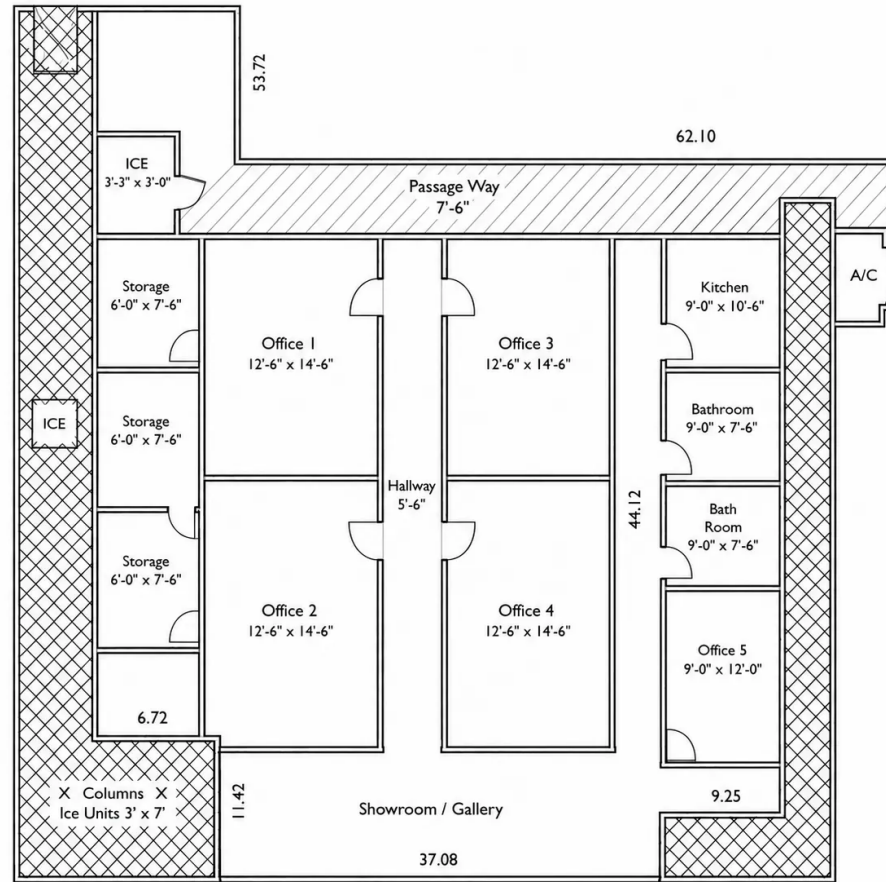 53.72
62.10
ICE
3'-3" x 3'-0"
Passage Way
7'-6"
A/C
Storage
6'-0" x 7'-6"
Office 1
12'-6" x 14'-6"
Office 3
12'-6" x 14'-6"
Kitchen
9'-0" x 10'-6"
ICE
Storage
6'-0" x 7'-6"
Bathroom
9'-0" x 7'-6"
Hallway
5'-6"
44.12
Bath
Room
9'-0" x 7'-6"
Storage
6'-0" x 7'-6"
Office 2
12'-6" x 14'-6"
Office 4
12'-6" x 14'-6"
Office 5
9'-0" x 12'-0"
6.72
X Columns X
Ice Units 3' x 7'
11.42
Showroom / Gallery
9.25
37.08